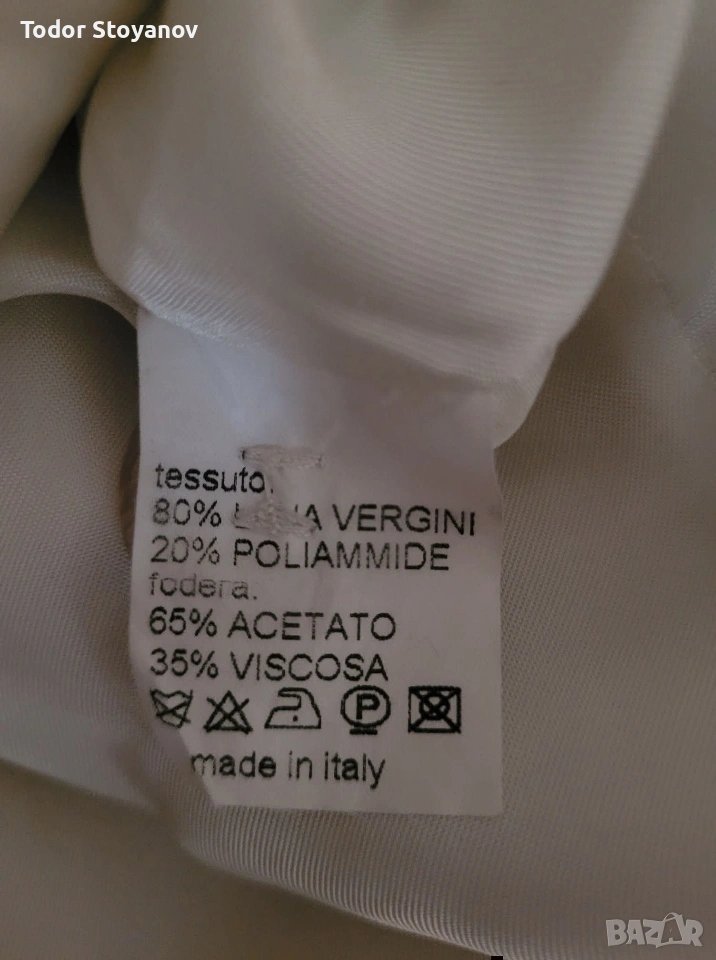 Todor Stoyanov
tessuto.
80% VERGINI
20% POLIAMMIDE
fodera.
65% ACETATO
35% VISCOSA
P
made in italy
BAZAR